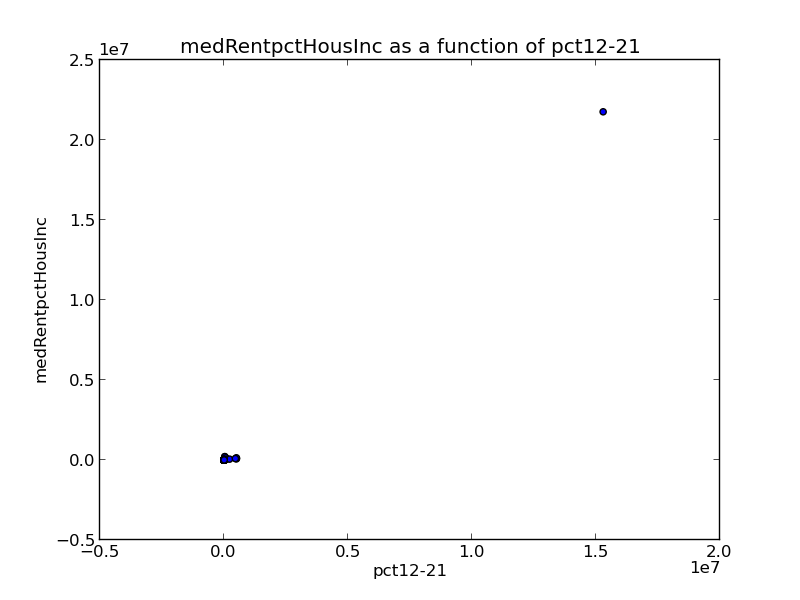 medRentpctHousInc as a function of pct12-21
1e7
2.5
2.0
1.5
1.0
0.5
0.0
−0.5
medRentpctHousInc
−0.5 0.0 0.5 1.0 1.5 2.0
1e7
pct12-21